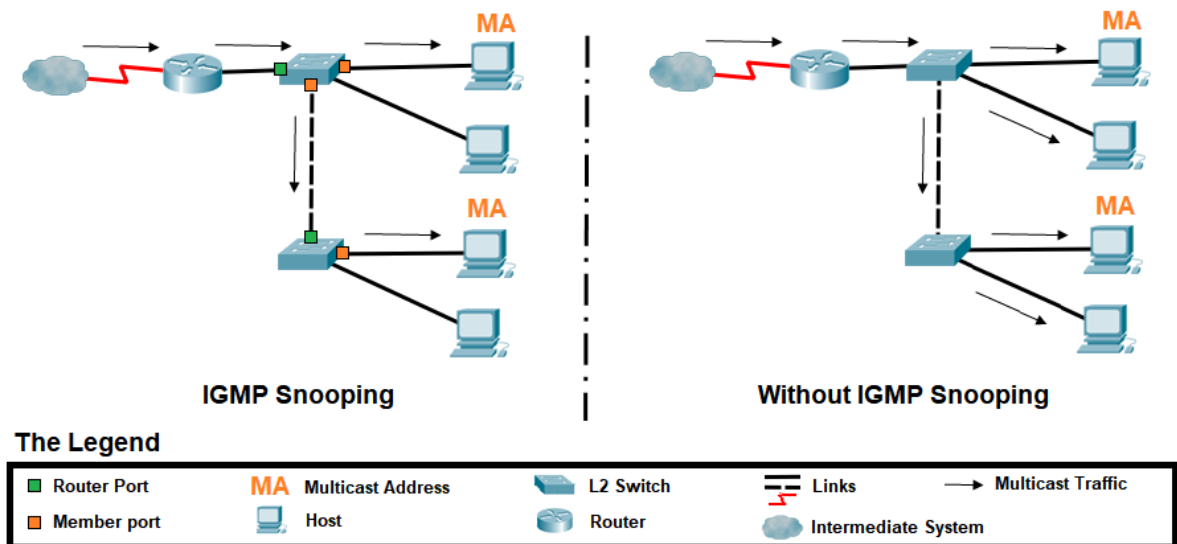 MA
MA
MA
MA
IGMP Snooping
Without IGMP Snooping
The Legend
Router Port
MA
Multicast Address
L2 Switch
Links
Multicast Traffic
Member port
Host
Router
Intermediate System